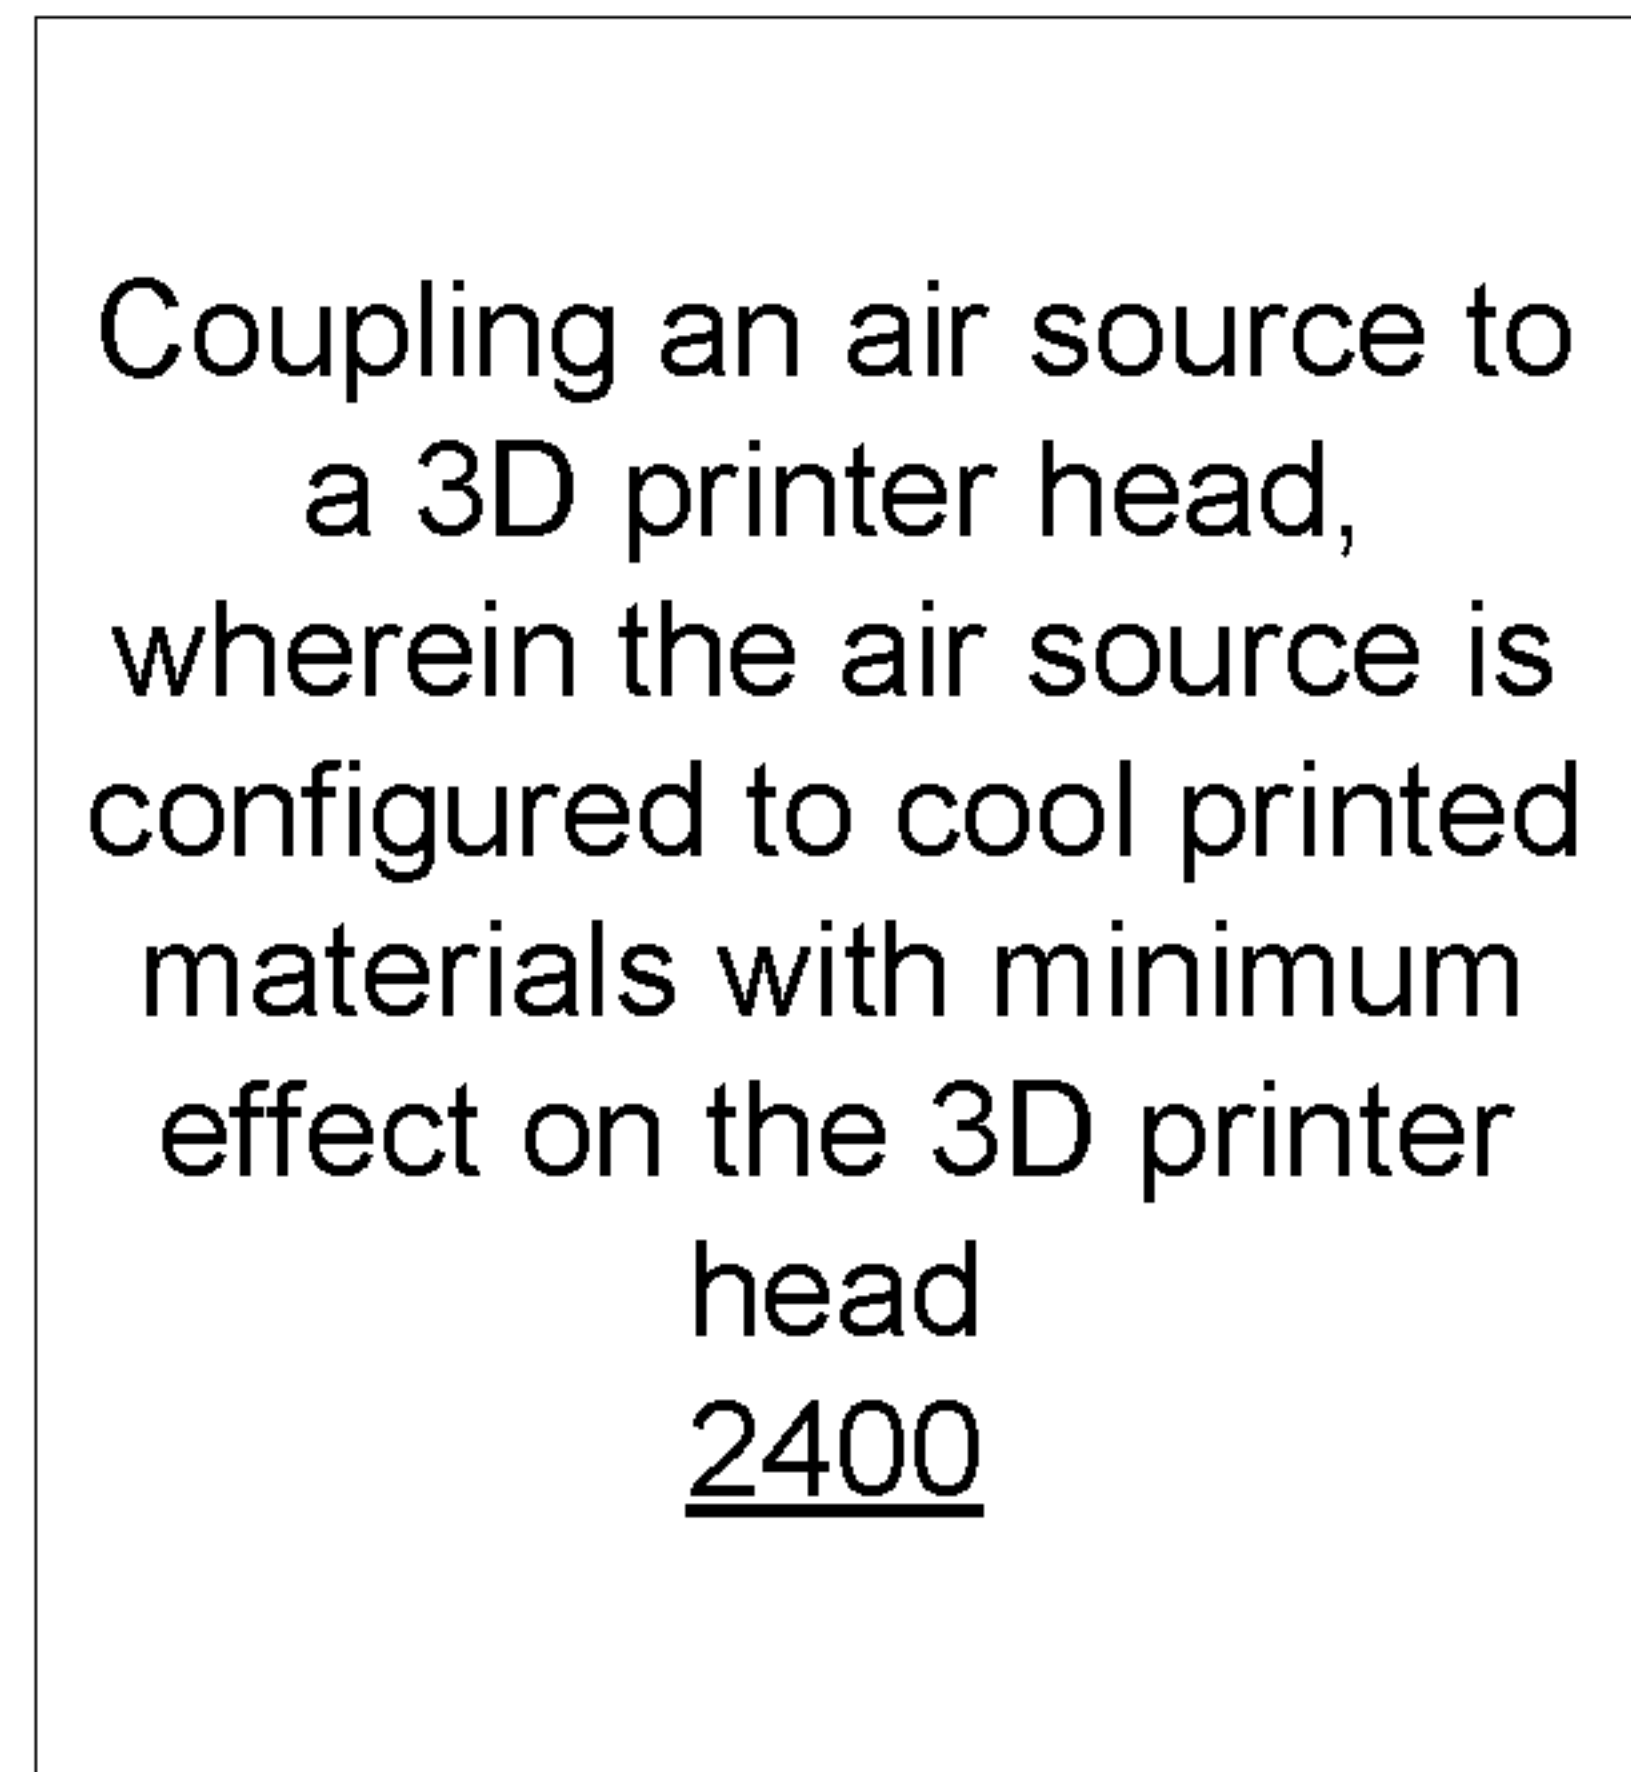 Coupling an air source to
a 3D printer head,
wherein the air source is
configured to cool printed
materials with minimum
effect on the 3D printer
head
2400